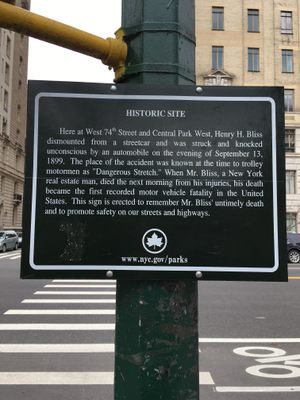 HISTORIC SITE
Here at West 74th Street and Central Park West, Henry H. Bliss
dismounted from a streetcar and was struck and knocked
unconscious by an automobile on the evening of September 13,
1899. The place of the accident was known at the time to trolley
motormen as "Dangerous Stretch." When Mr. Bliss, a New York
real estate man, died the next morning from his injuries, his death
became the first recorded motor vehicle fatality in the United
States. This sign is erected to remember Mr. Bliss' untimely death
and to promote safety on our streets and highways.
www.nyc.gov/parks